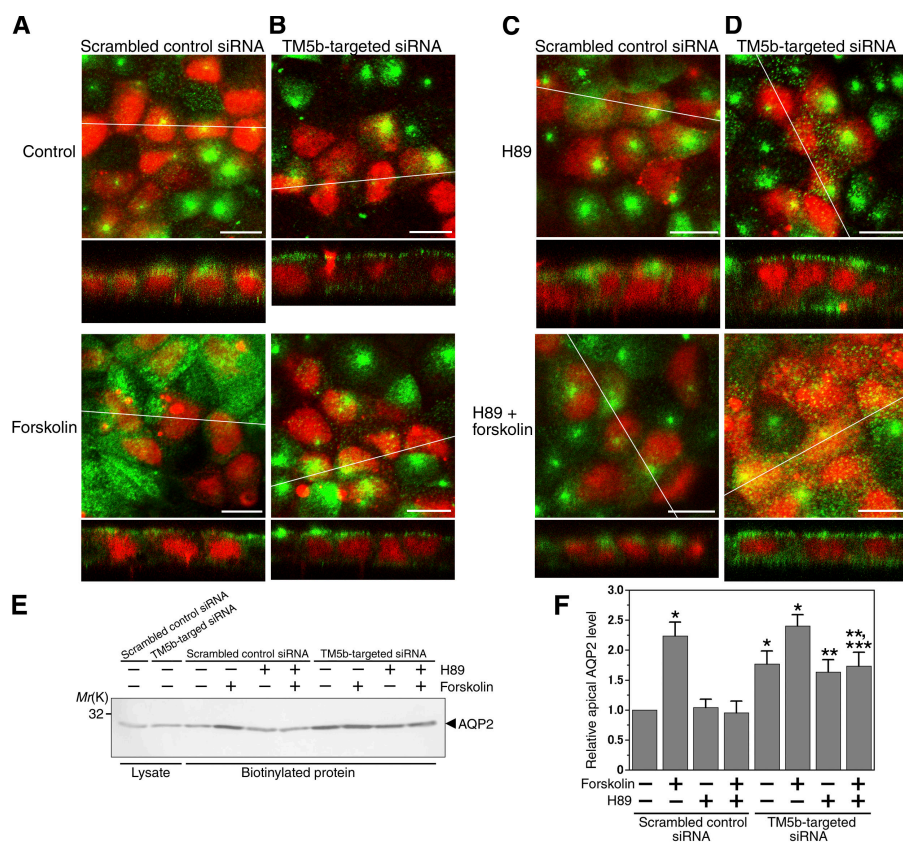 A
B
C
D
Scrambled control siRNA
TM5b-targeted siRNA
Scrambled control siRNA
TM5b-targeted siRNA
Control
H89
Forskolin
H89 +
forskolin
E
Scrambled control siRNA
TM5b-targed siRNA
Scrambled control siRNA
TM5b-targeted siRNA
− − − − + + − − + + H89
− − − + − + − + − + Forskolin
Mr(K)
32
AQP2
Lysate
Biotinylated protein
F
Relative apical AQP2 level
3.0
2.5
2.0
1.5
1.0
0.5
0
*
*
*
**
**,
***
Forskolin − + − + − + − +
H89 − − + + − − + +
Scrambled control
siRNA
TM5b-targeted
siRNA